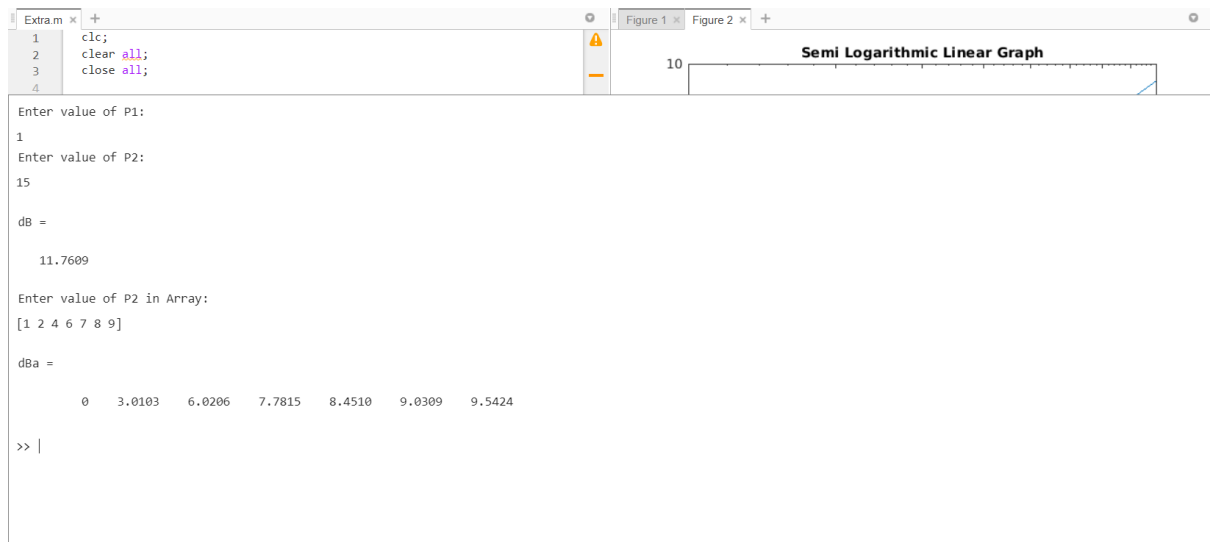 Extra.m × +
1 clc;
2 clear all;
3 close all;
4
Figure 1 × Figure 2 × +
Semi Logarithmic Linear Graph
10
Enter value of P1:
1
Enter value of P2:
15
dB =
11.7609
Enter value of P2 in Array:
[1 2 4 6 7 8 9]
dBa =
0 3.0103 6.0206 7.7815 8.4510 9.0309 9.5424
>>